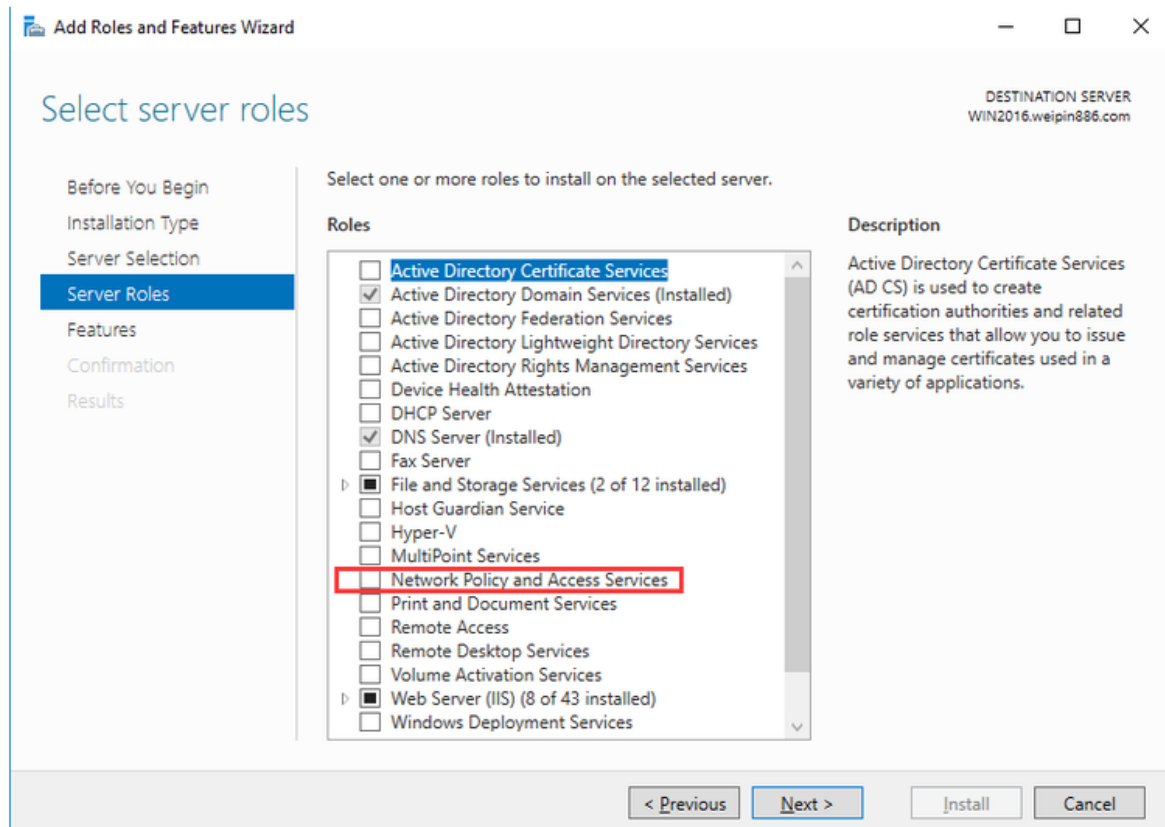 Add Roles and Features Wizard
Select server roles
DESTINATION SERVER
WIN2016.weipin886.com
Before You Begin
Installation Type
Server Selection
Server Roles
Features
Confirmation
Results
Select one or more roles to install on the selected server.
Roles
Active Directory Certificate Services
Active Directory Domain Services (Installed)
Active Directory Federation Services
Active Directory Lightweight Directory Services
Active Directory Rights Management Services
Device Health Attestation
DHCP Server
DNS Server (Installed)
Fax Server
File and Storage Services (2 of 12 installed)
Host Guardian Service
Hyper-V
MultiPoint Services
Network Policy and Access Services
Print and Document Services
Remote Access
Remote Desktop Services
Volume Activation Services
Web Server (IIS) (8 of 43 installed)
Windows Deployment Services
Description
Active Directory Certificate Services
(AD CS) is used to create
certification authorities and related
role services that allow you to issue
and manage certificates used in a
variety of applications.
< Previous
Next >
Install
Cancel